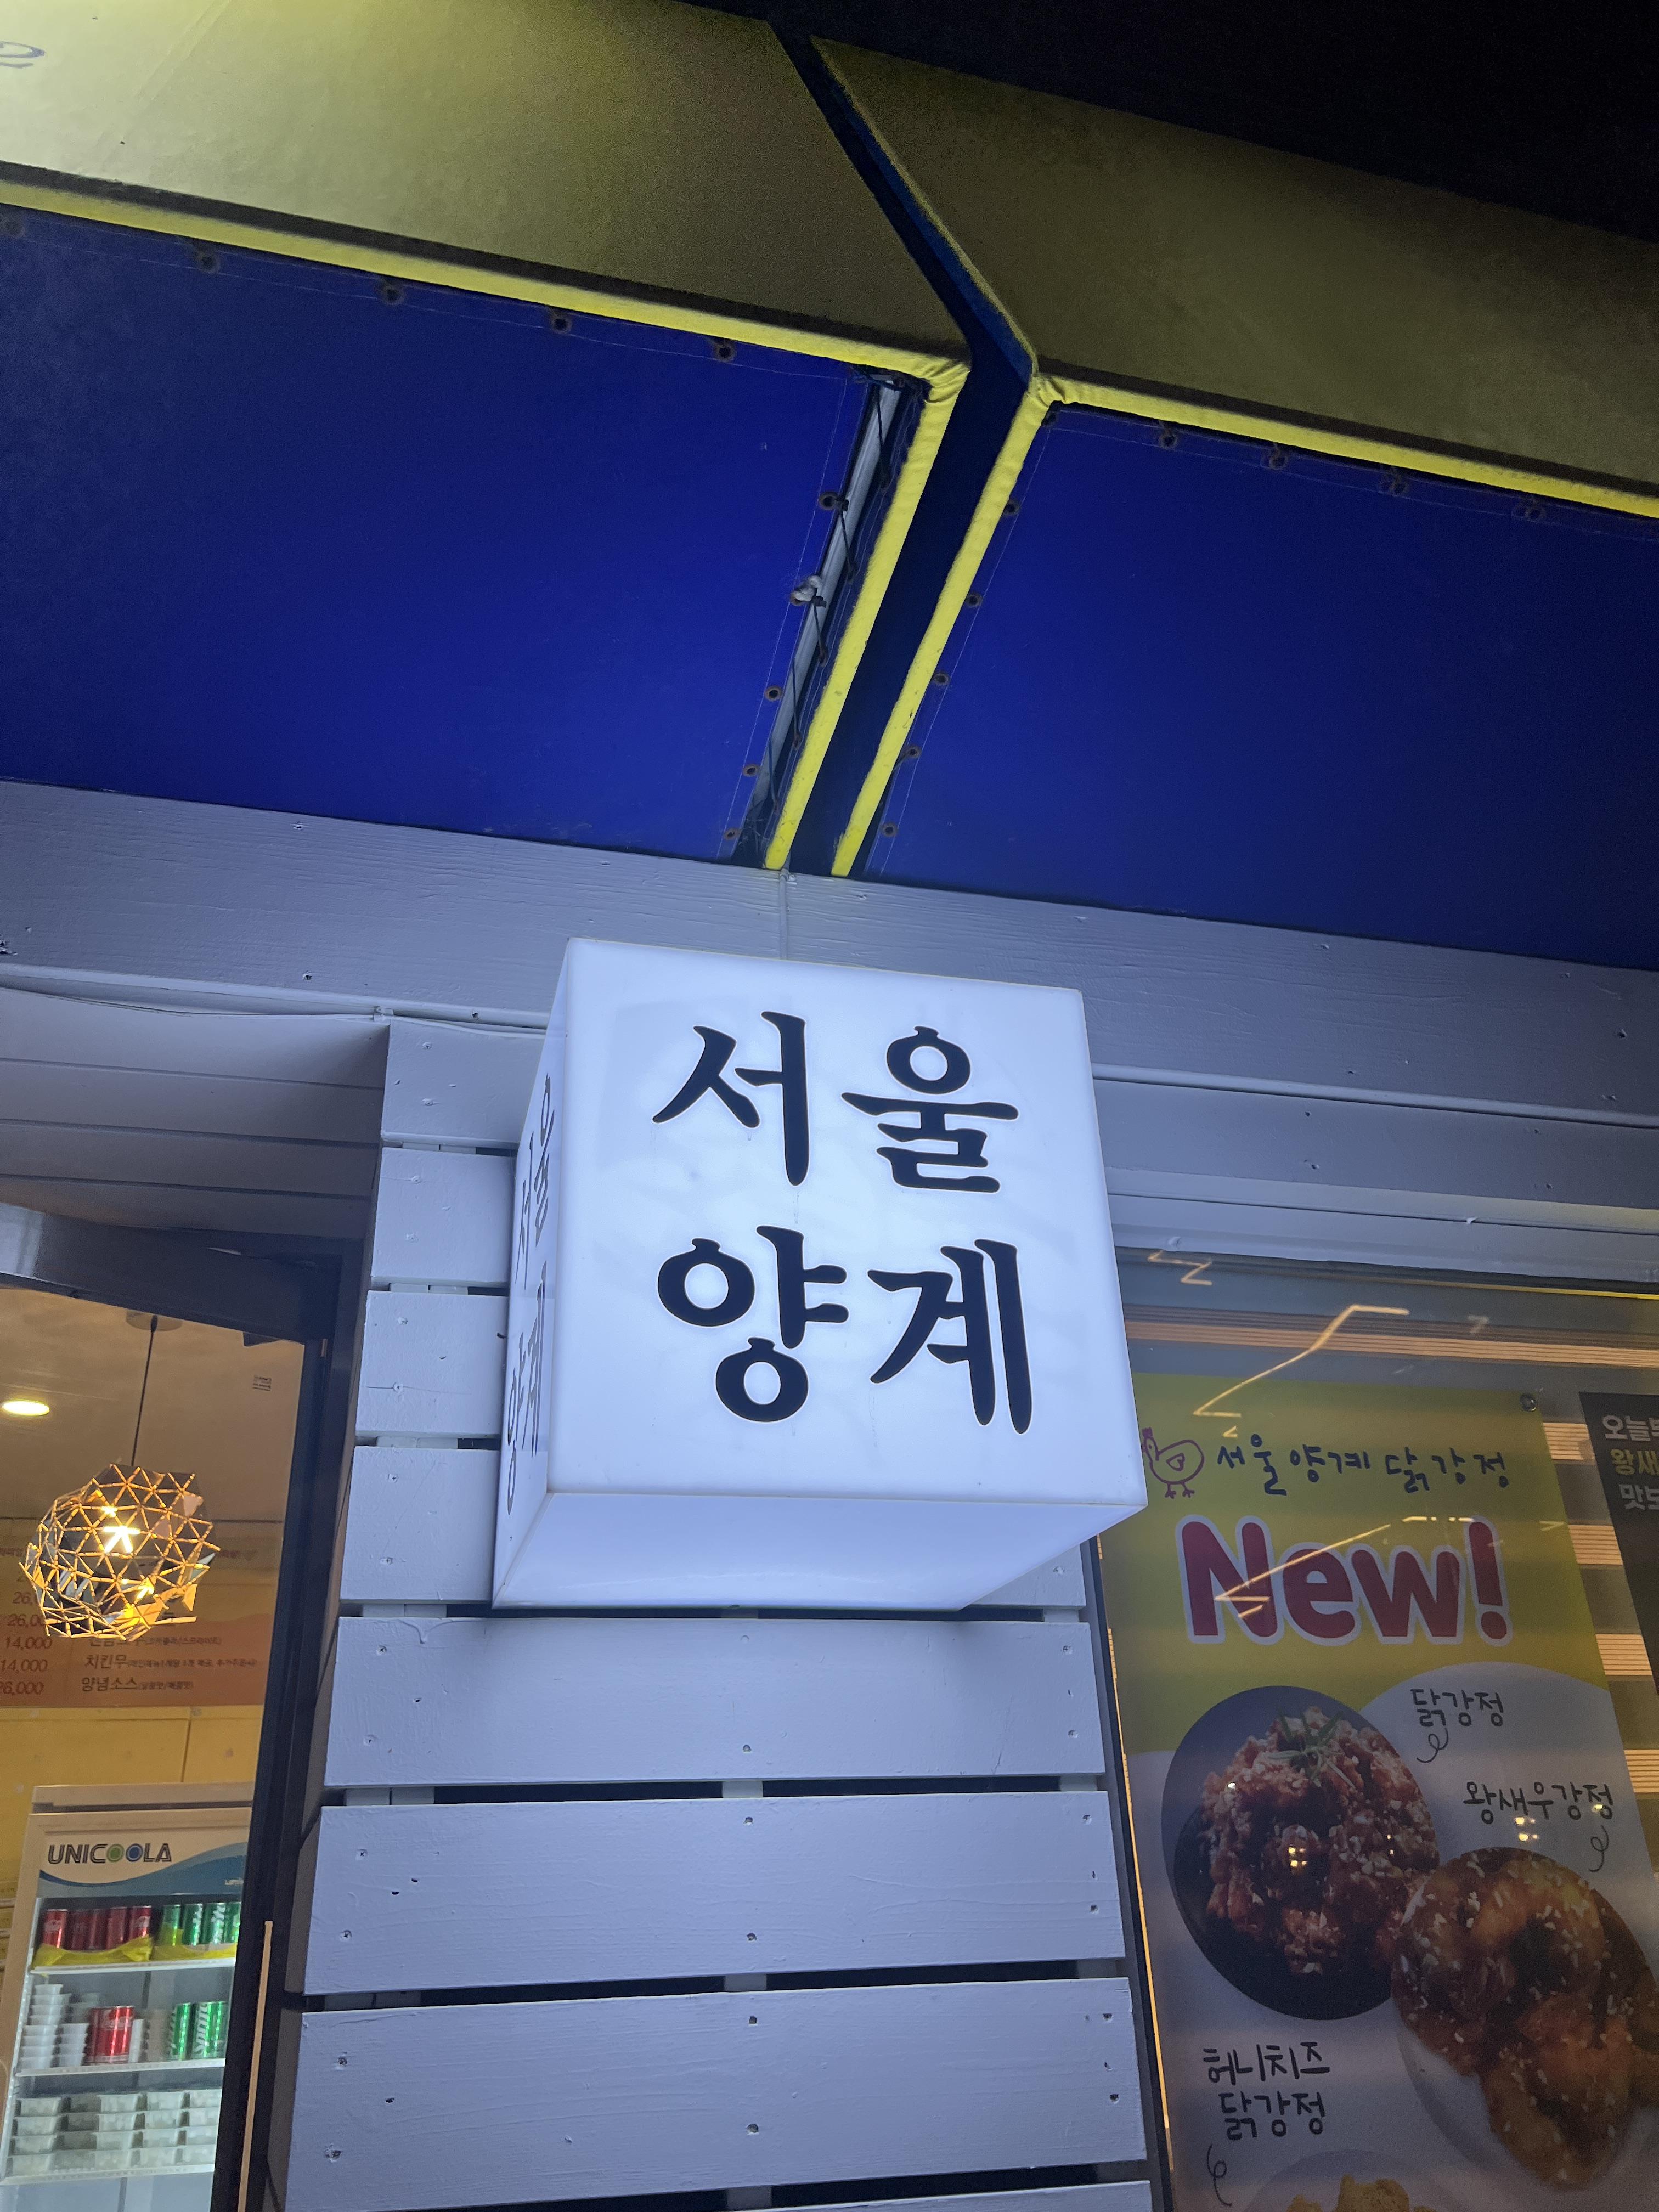 서울
양계
서울
양계
서울양계 닭강정
New!
닭강정
왕새우강정
허니치즈
닭강정
26,000
14,000
14,000 치킨무
26,000 양념소스
UNICOOLA